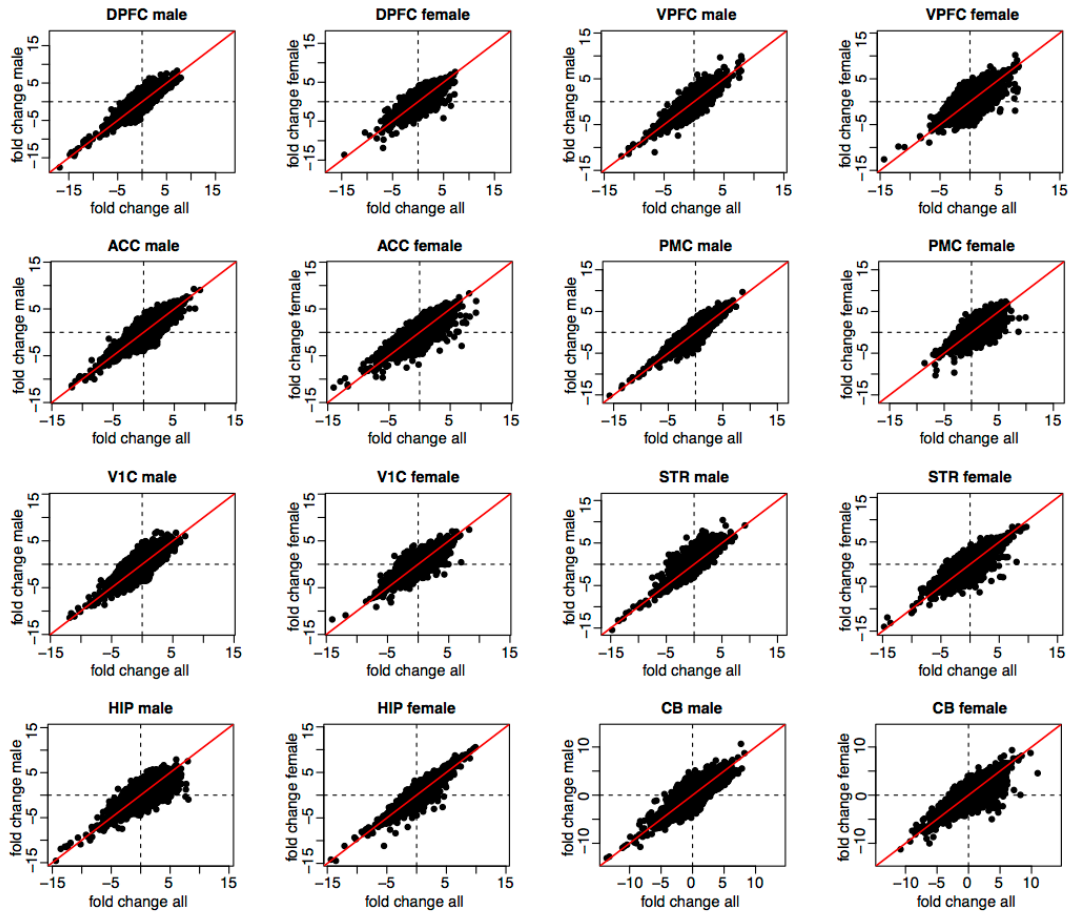 DPFC male
DPFC female
VPFC male
VPFC female
fold change male
−15 −5 5 15
−15 −5 5 15
fold change all
fold change female
−15 −5 5 15
−15 −5 5 15
fold change all
fold change male
−15 −5 5 15
−15 −5 5 15
fold change all
fold change female
−15 −5 5 15
−15 −5 5 15
fold change all
ACC male
ACC female
PMC male
PMC female
fold change male
−15 −5 5 15
−15 −5 5 15
fold change all
fold change female
−15 −5 5 15
−15 −5 5 15
fold change all
fold change male
−15 −5 5 15
−15 −5 5 15
fold change all
fold change female
−15 −5 5 15
−15 −5 5 15
fold change all
V1C male
V1C female
STR male
STR female
fold change male
−15 −5 5 15
−15 −5 5 15
fold change all
fold change female
−15 −5 5 15
−15 −5 5 15
fold change all
fold change male
−15 −5 5 15
−15 −5 5 15
fold change all
fold change female
−15 −5 5 15
−15 −5 5 15
fold change all
HIP male
HIP female
CB male
CB female
fold change male
−15 −5 5 15
−15 −5 5 15
fold change all
fold change female
−15 −5 5 15
−15 −5 5 15
fold change all
fold change male
−10 0 5 10
−10 −5 0 5 10
fold change all
fold change female
−10 0 5 10
−10 −5 0 5 10
fold change all